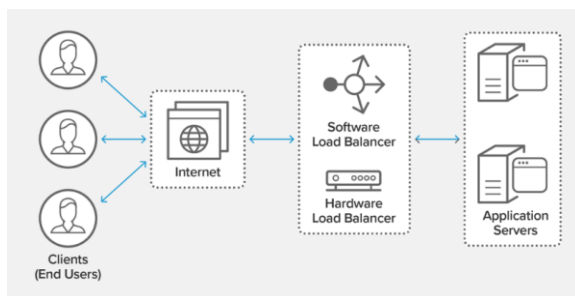 Clients
(End Users)
Internet
Software
Load Balancer
Hardware
Load Balancer
Application
Servers